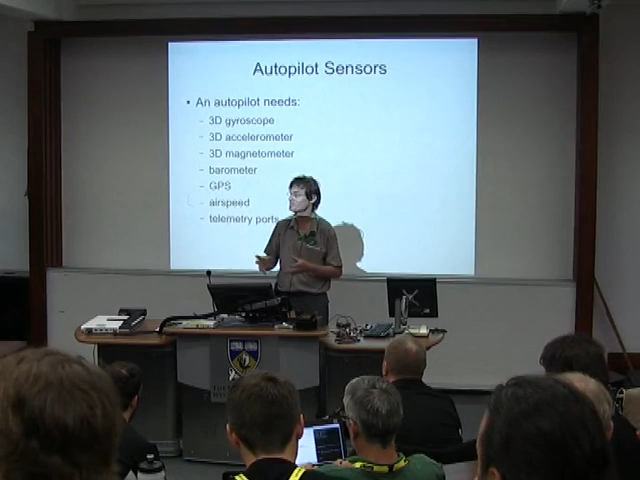 Autopilot Sensors
• An autopilot needs:
– 3D gyroscope
– 3D accelerometer
– 3D magnetometer
– barometer
– GPS
– airspeed
– telemetry ports